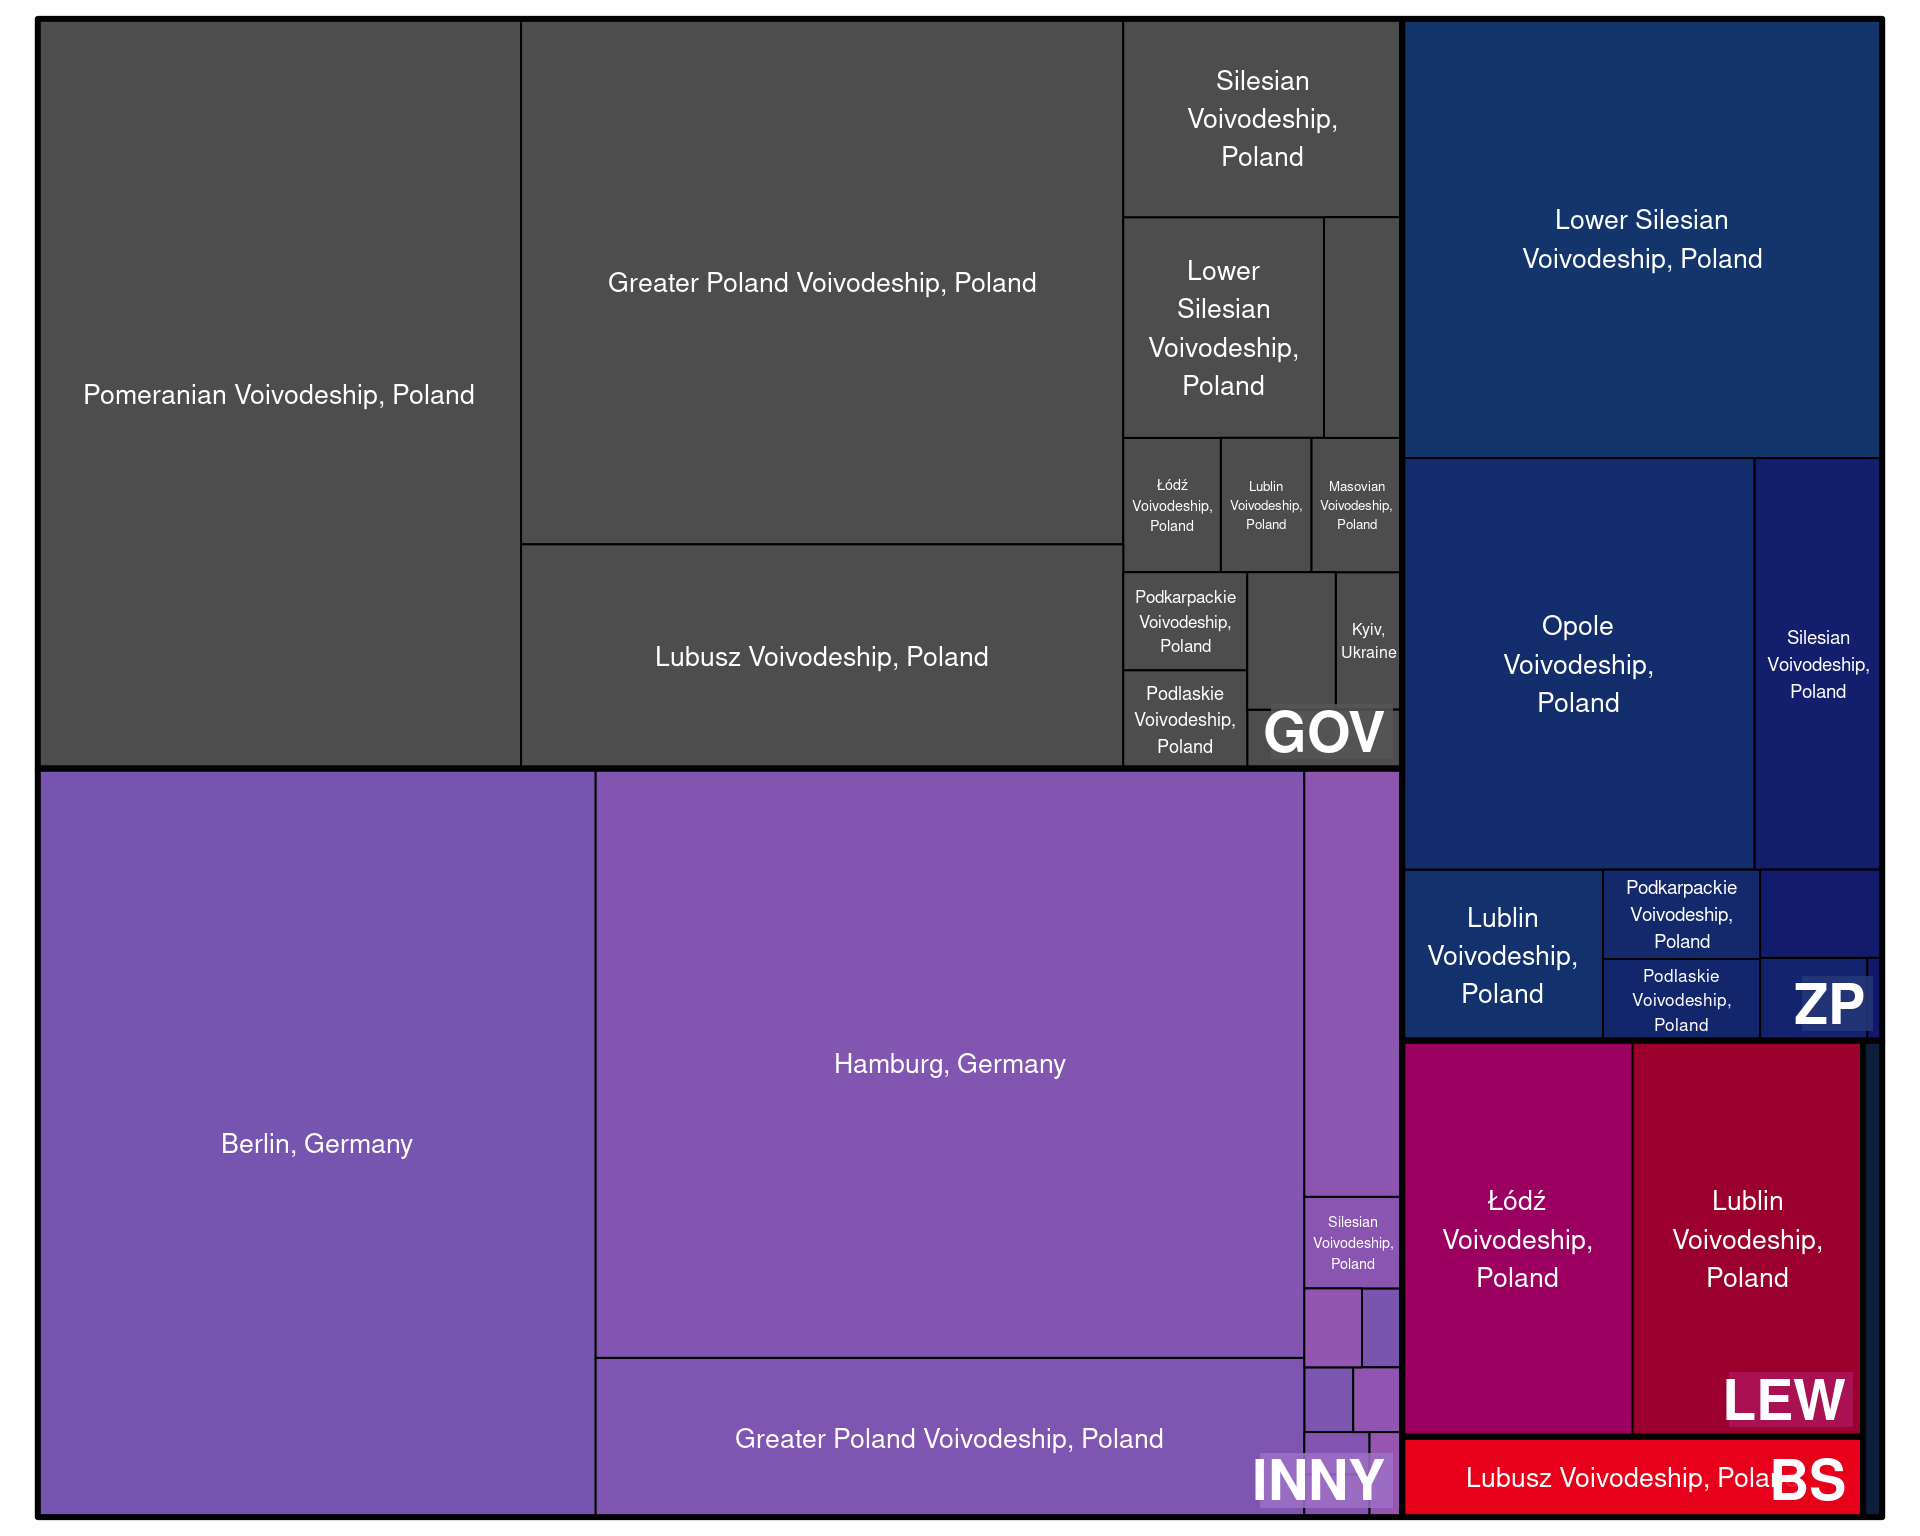 Pomeranian Voivodeship, Poland
Greater Poland Voivodeship, Poland
Lubusz Voivodeship, Poland
Silesian
Voivodeship,
Poland
Lower
Silesian
Voivodeship,
Poland
Łódź
Voivodeship,
Poland
Lublin
Voivodeship,
Poland
Masovian
Voivodeship,
Poland
Podkarpackie
Voivodeship,
Poland
Kyiv,
Ukraine
Podlaskie
Voivodeship,
Poland
GOV
Berlin, Germany
Hamburg, Germany
Greater Poland Voivodeship, Poland
Silesian
Voivodeship,
Poland
INNY
Lower Silesian
Voivodeship, Poland
Opole
Voivodeship,
Poland
Silesian
Voivodeship,
Poland
Lublin
Voivodeship,
Poland
Podkarpackie
Voivodeship,
Poland
Podlaskie
Voivodeship,
Poland
ZP
Łódź
Voivodeship,
Poland
Lublin
Voivodeship,
Poland
LEW
Lubusz Voivodeship,
BS